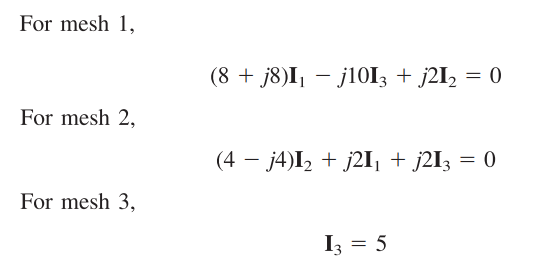 For mesh 1,
(8 + j8)I₁ − j10I₃ + j2I₂ = 0
For mesh 2,
(4 − j4)I₂ + j2I₁ + j2I₃ = 0
For mesh 3,
I₃ = 5